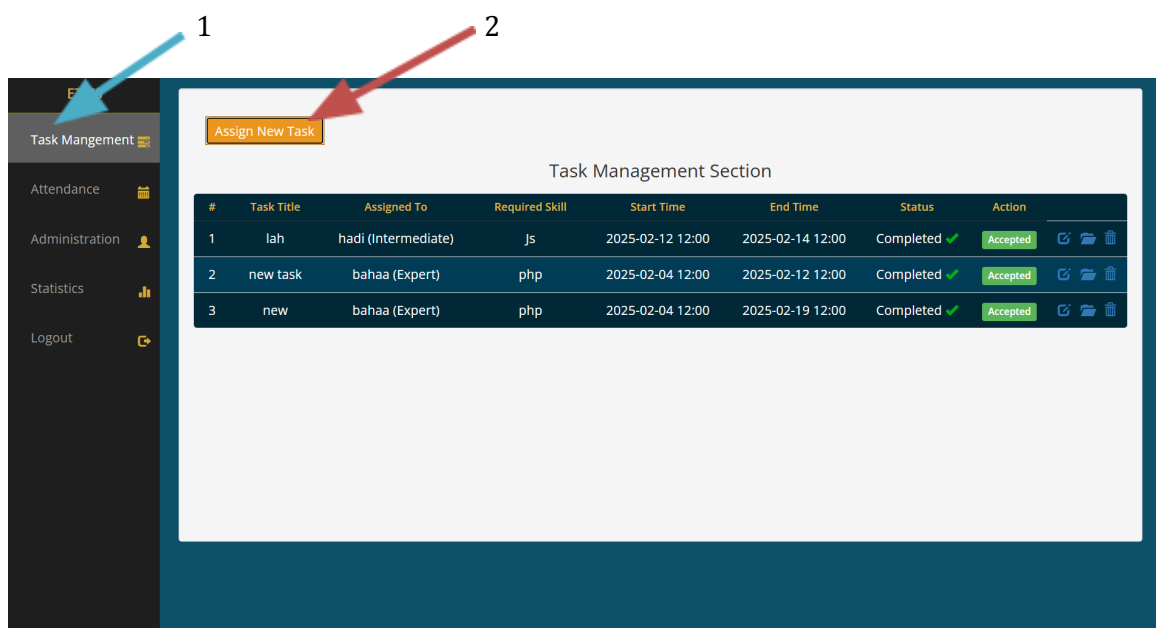 1
2
Task Mangement
Attendance
Administration
Statistics
Logout
Assign New Task
Task Management Section
# Task Title Assigned To Required Skill Start Time End Time Status Action
1 lah hadi (Intermediate) Js 2025-02-12 12:00 2025-02-14 12:00 Completed Accepted
2 new task bahaa (Expert) php 2025-02-04 12:00 2025-02-12 12:00 Completed Accepted
3 new bahaa (Expert) php 2025-02-04 12:00 2025-02-19 12:00 Completed Accepted